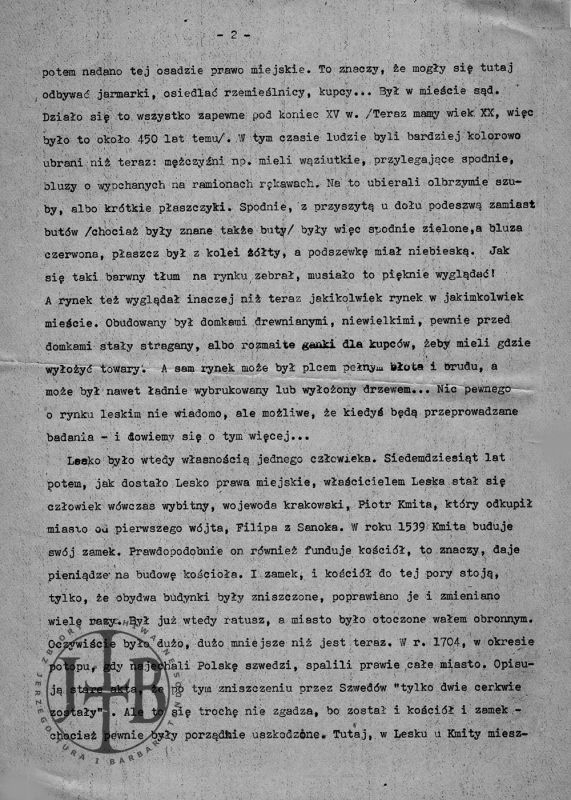 - 2 -
potem nadano tej osadzie prawo miejskie. To znaczy, że mogły się tutaj
odbywać jarmarki, osiedlać rzemieślnicy, kupcy... Był w mieście sąd.
Działo się to wszystko zapewne pod koniec XV w. /Teraz mamy wiek XX, więc
było to około 450 lat temu/. W tym czasie ludzie byli bardziej kolorowo
ubrani niż teraz: mężczyźni np. mieli wąziutkie, przylegające spodnie,
bluzy o wypchanych na ramionach rękawach. Na to ubierali olbrzymie szu-
by, albo krótkie płaszczyki. Spodnie, z przyszytą u dołu podeszwą zamiast
butów /chociaż były znane także buty/ były więc spodnie zielone,a bluza
czerwona, płaszcz był z kolei żółty, a podszewkę miał niebieską. Jak
się taki barwny tłum na rynku zebrał, musiało to pięknie wyglądać!
A rynek też wyglądał inaczej niż teraz jakikolwiek rynek w jakimkolwiek
mieście. Obudowany był domkami drewnianymi, niewielkimi, pewnie przed
domkami stały stragany, albo rozmaite ganki dla kupców, żeby mieli gdzie
wyłożyć towary. A sam rynek może był plcem pełnym błota i brudu, a
może był nawet ładnie wybrukowany lub wyłożony drzewem... Nic pewnego
o rynku leskim nie wiadomo, ale możliwe, że kiedyś będą przeprowadzane
badania - i dowiemy się o tym więcej...
Lesko było wtedy własnością jednego człowieka. Siedemdziesiąt lat
potem, jak dostało Lesko prawa miejskie, właścicielem Leska stał się
człowiek wówczas wybitny, wojewoda krakowski, Piotr Kmita, który odkupił
miasto od pierwszego wójta, Filipa z Sanoka. W roku 1539 Kmita buduje
swój zamek. Prawdopodobnie on również funduje kościół, to znaczy, daje
pieniądze na budowę kościoła. I zamek, i kościół do tej pory stoją,
tylko, że obydwa budynki były zniszczone, poprawiano je i zmieniano
wielę razy. Był już wtedy ratusz, a miasto było otoczone wałem obronnym.
Oczywiście było dużo, dużo mniejsze niż jest teraz. W r. 1704, w okresie
potopu, gdy najechali Polskę szwedzi, spalili prawie całe miasto. Opisu-
ją stare akta, że po tym zniszczeniu przez Szwedów "tylko dwie cerkwie
zostały". Ale to się trochę nie zgadza, bo został i kościół i zamek -
chociaż pewnie były porządnie uszkodzone. Tutaj, w Lesku u Kmity miesz-
JTB